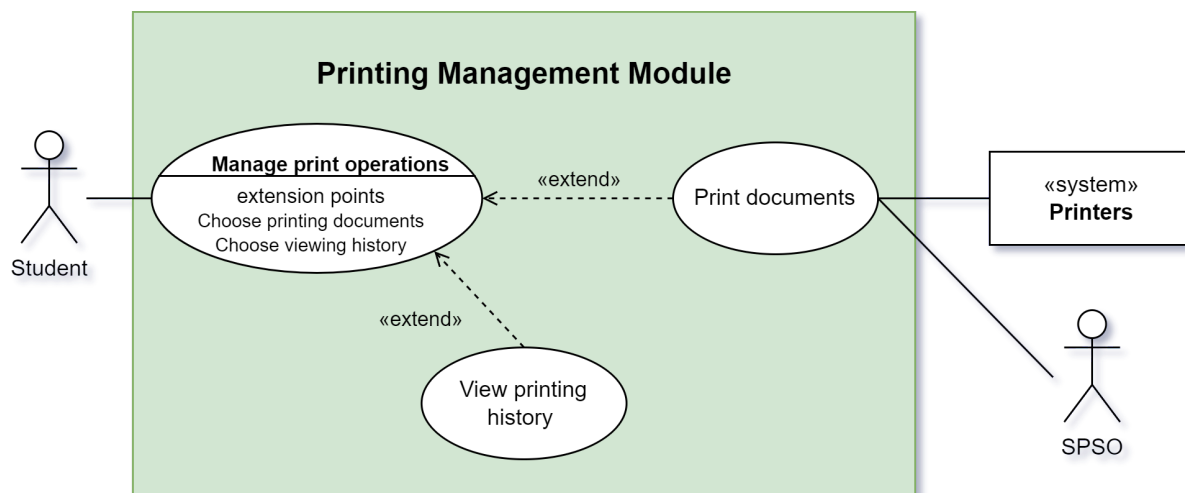 Printing Management Module
Manage print operations
extension points
Choose printing documents
Choose viewing history
«extend»
Print documents
«system»
Printers
Student
«extend»
View printing
history
SPSO